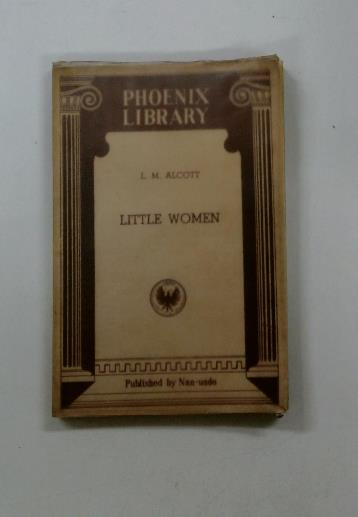 PHOENIX
LIBRARY
L. M. ALCOTT
LITTLE WOMEN
Published by Nan-undo